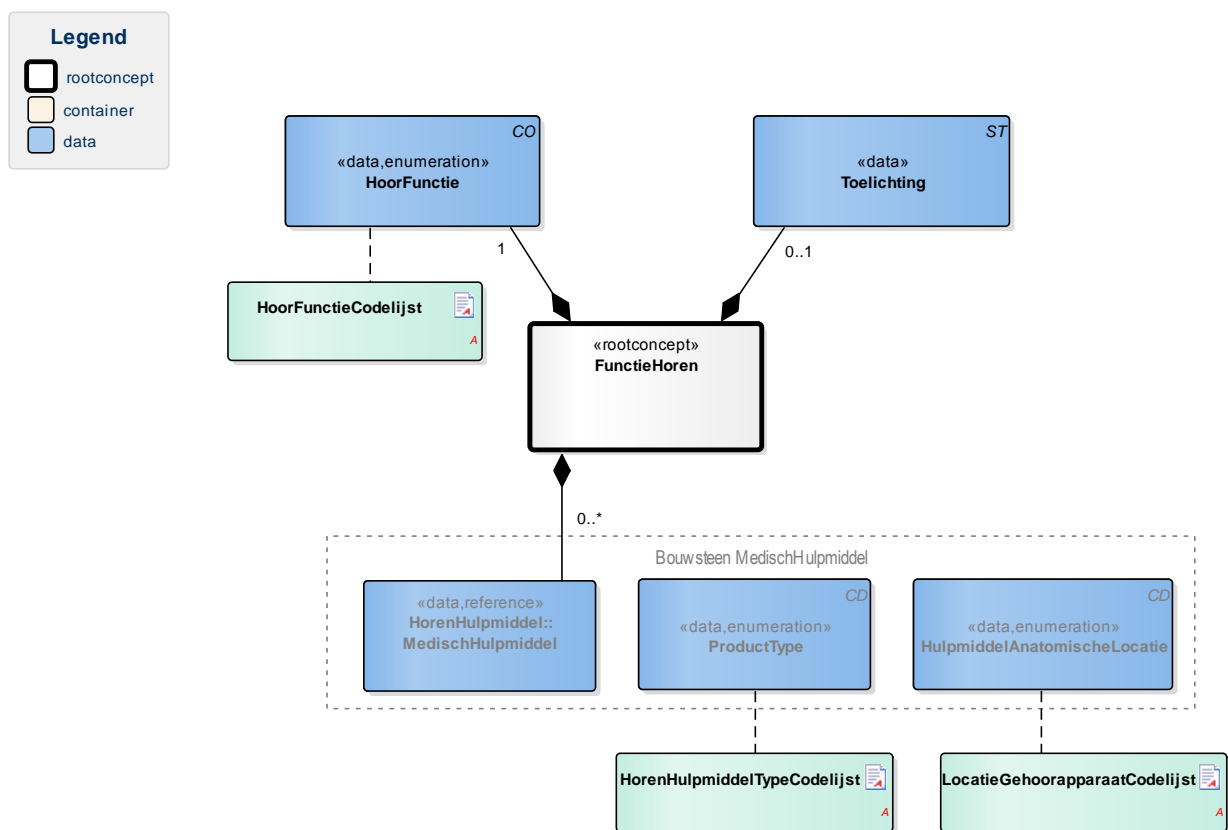 Legend
rootconcept
container
data
CO
«data,enumeration»
HoorFunctie
ST
«data»
Toelichting
1
0..1
HoorFunctieCodelijst
A
«rootconcept»
FunctieHoren
0..*
Bouwsteen MedischHulpmiddel
«data,reference»
HorenHulpmiddel::
MedischHulpmiddel
CD
«data,enumeration»
ProductType
CD
«data,enumeration»
HulpmiddelAnatomischeLocatie
HorenHulpmiddelTypeCodelijst
A
LocatieGehoorapparaatCodelijst
A